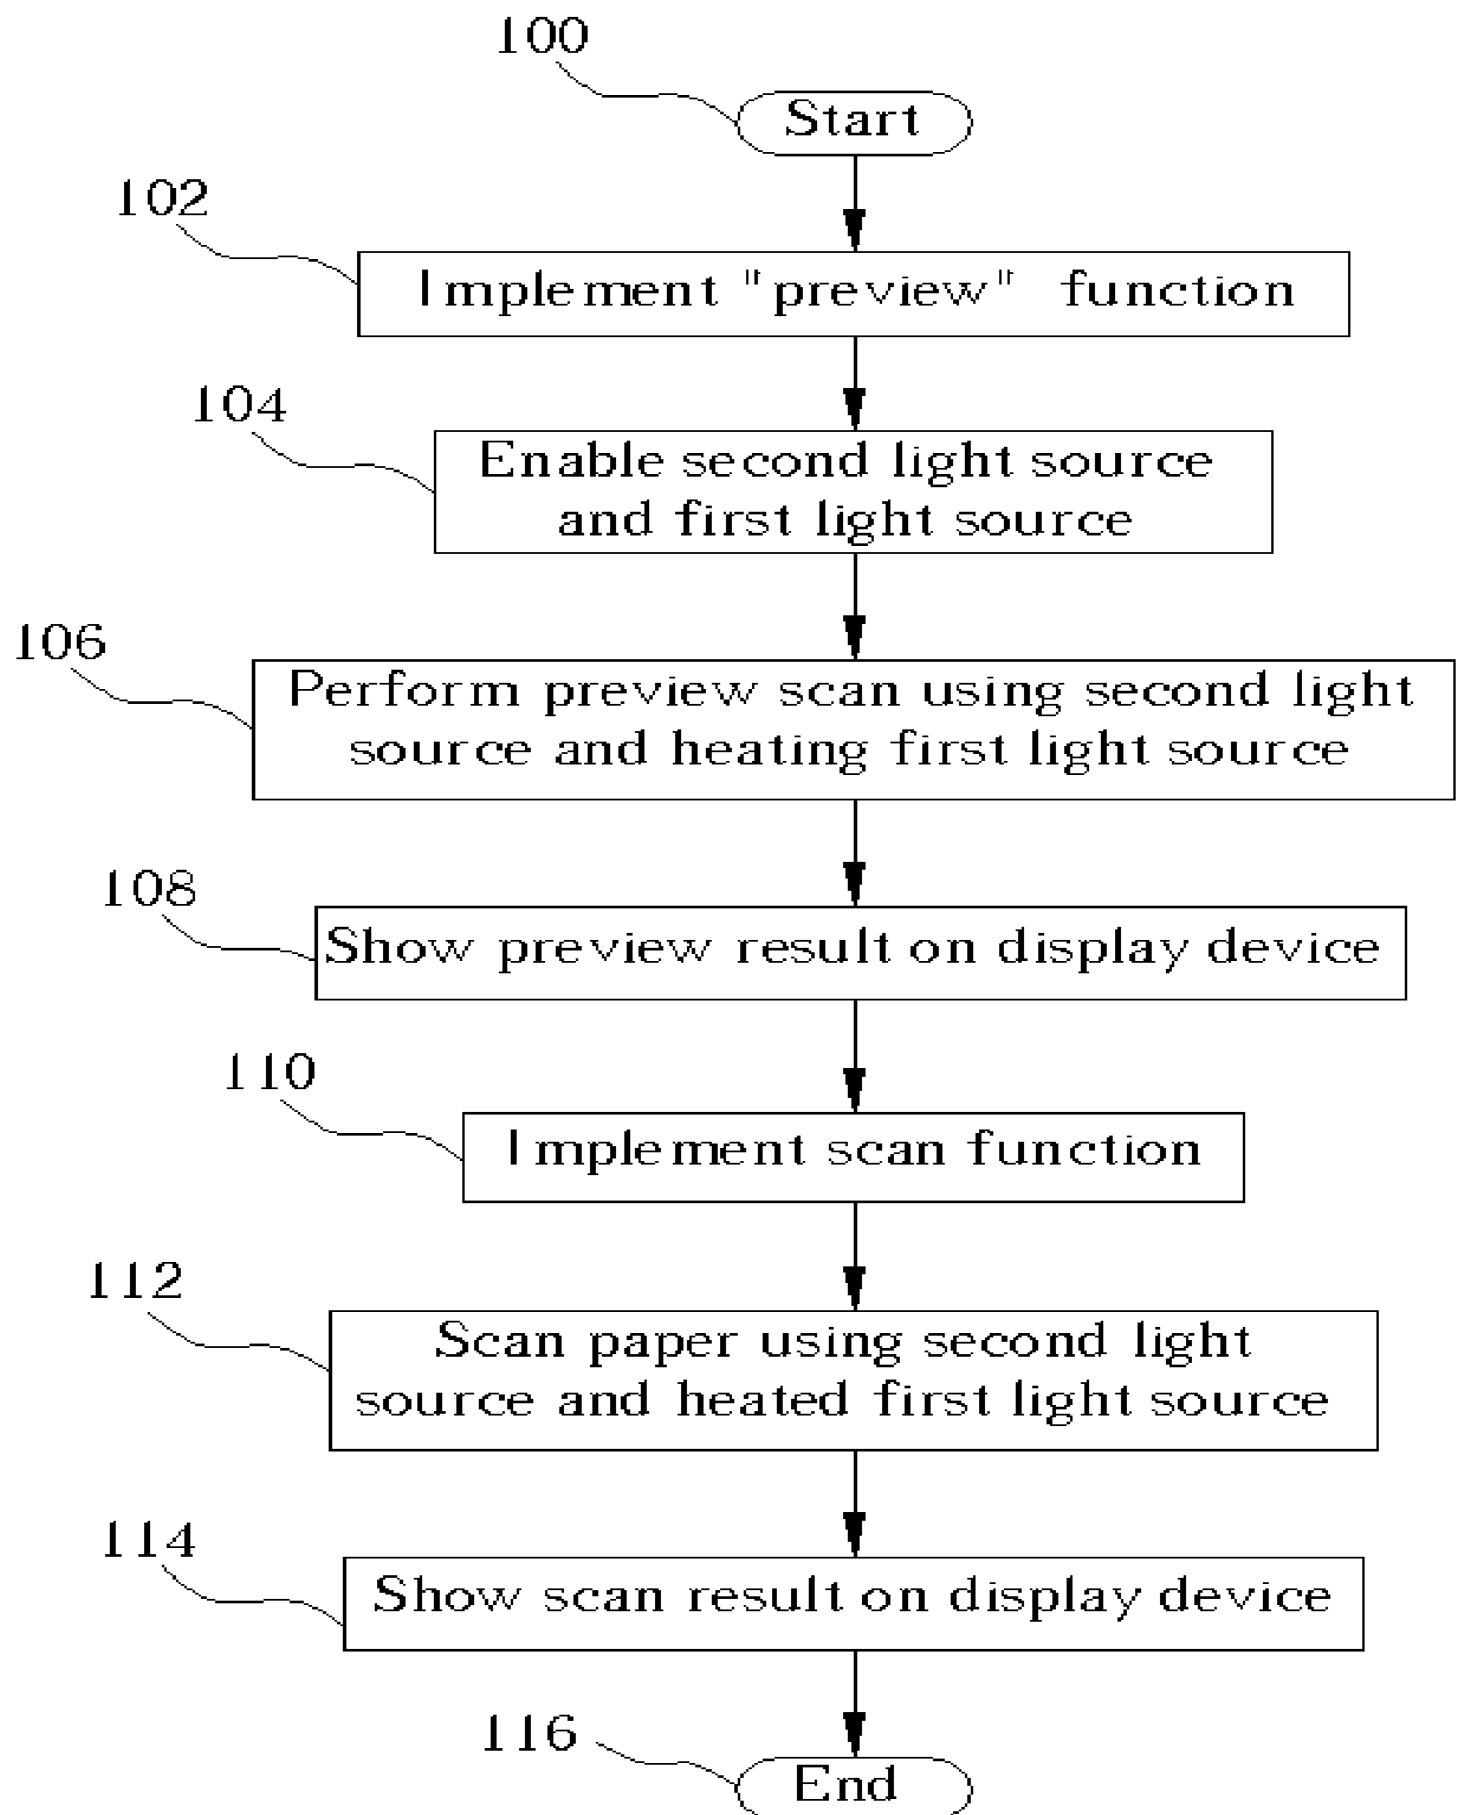 100
Start
102
Implement "preview" function
104
Enable second light source
and first light source
106
Perform preview scan using second light
source and heating first light source
108
Show preview result on display device
110
Implement scan function
112
Scan paper using second light
source and heated first light source
114
Show scan result on display device
116
End